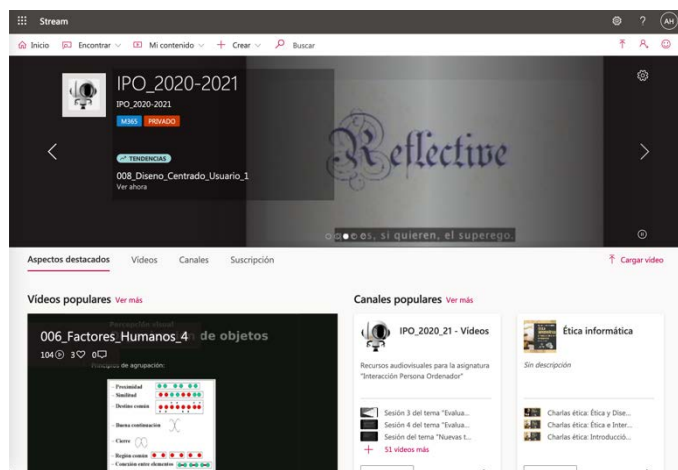 Stream
?
AH
Inicio Encontrar Mi contenido + Crear Buscar
IPO_2020-2021
IPO_2020-2021
M365 PRIVADO
TENDENCIAS
008_Diseno_Centrado_Usuario_1
Ver ahora
Reflective
es, si quieren, el superego.
Aspectos destacados Vídeos Canales Suscripción Cargar vídeo
Vídeos populares Ver más
006_Factores_Humanos_4
de objetos
104 3 0
de agrupación:
- Proximidad
- Similitud
- Destino común
- Buena continuación
- Cierre
- Región común
- Conexión entre elementos
Canales populares Ver más
IPO_2020_21 - Vídeos
Recursos audiovisuales para la asignatura
"Interacción Persona Ordenador"
Sesión 3 del tema "Evalua...
Sesión 4 del tema "Evalua...
Sesión del tema "Nuevas t...
+ 51 vídeos más
Ética informática
Sin descripción
Charlas ética: Ética y Dise...
Charlas ética: Ética e Inter...
Charlas ética: Introducció...